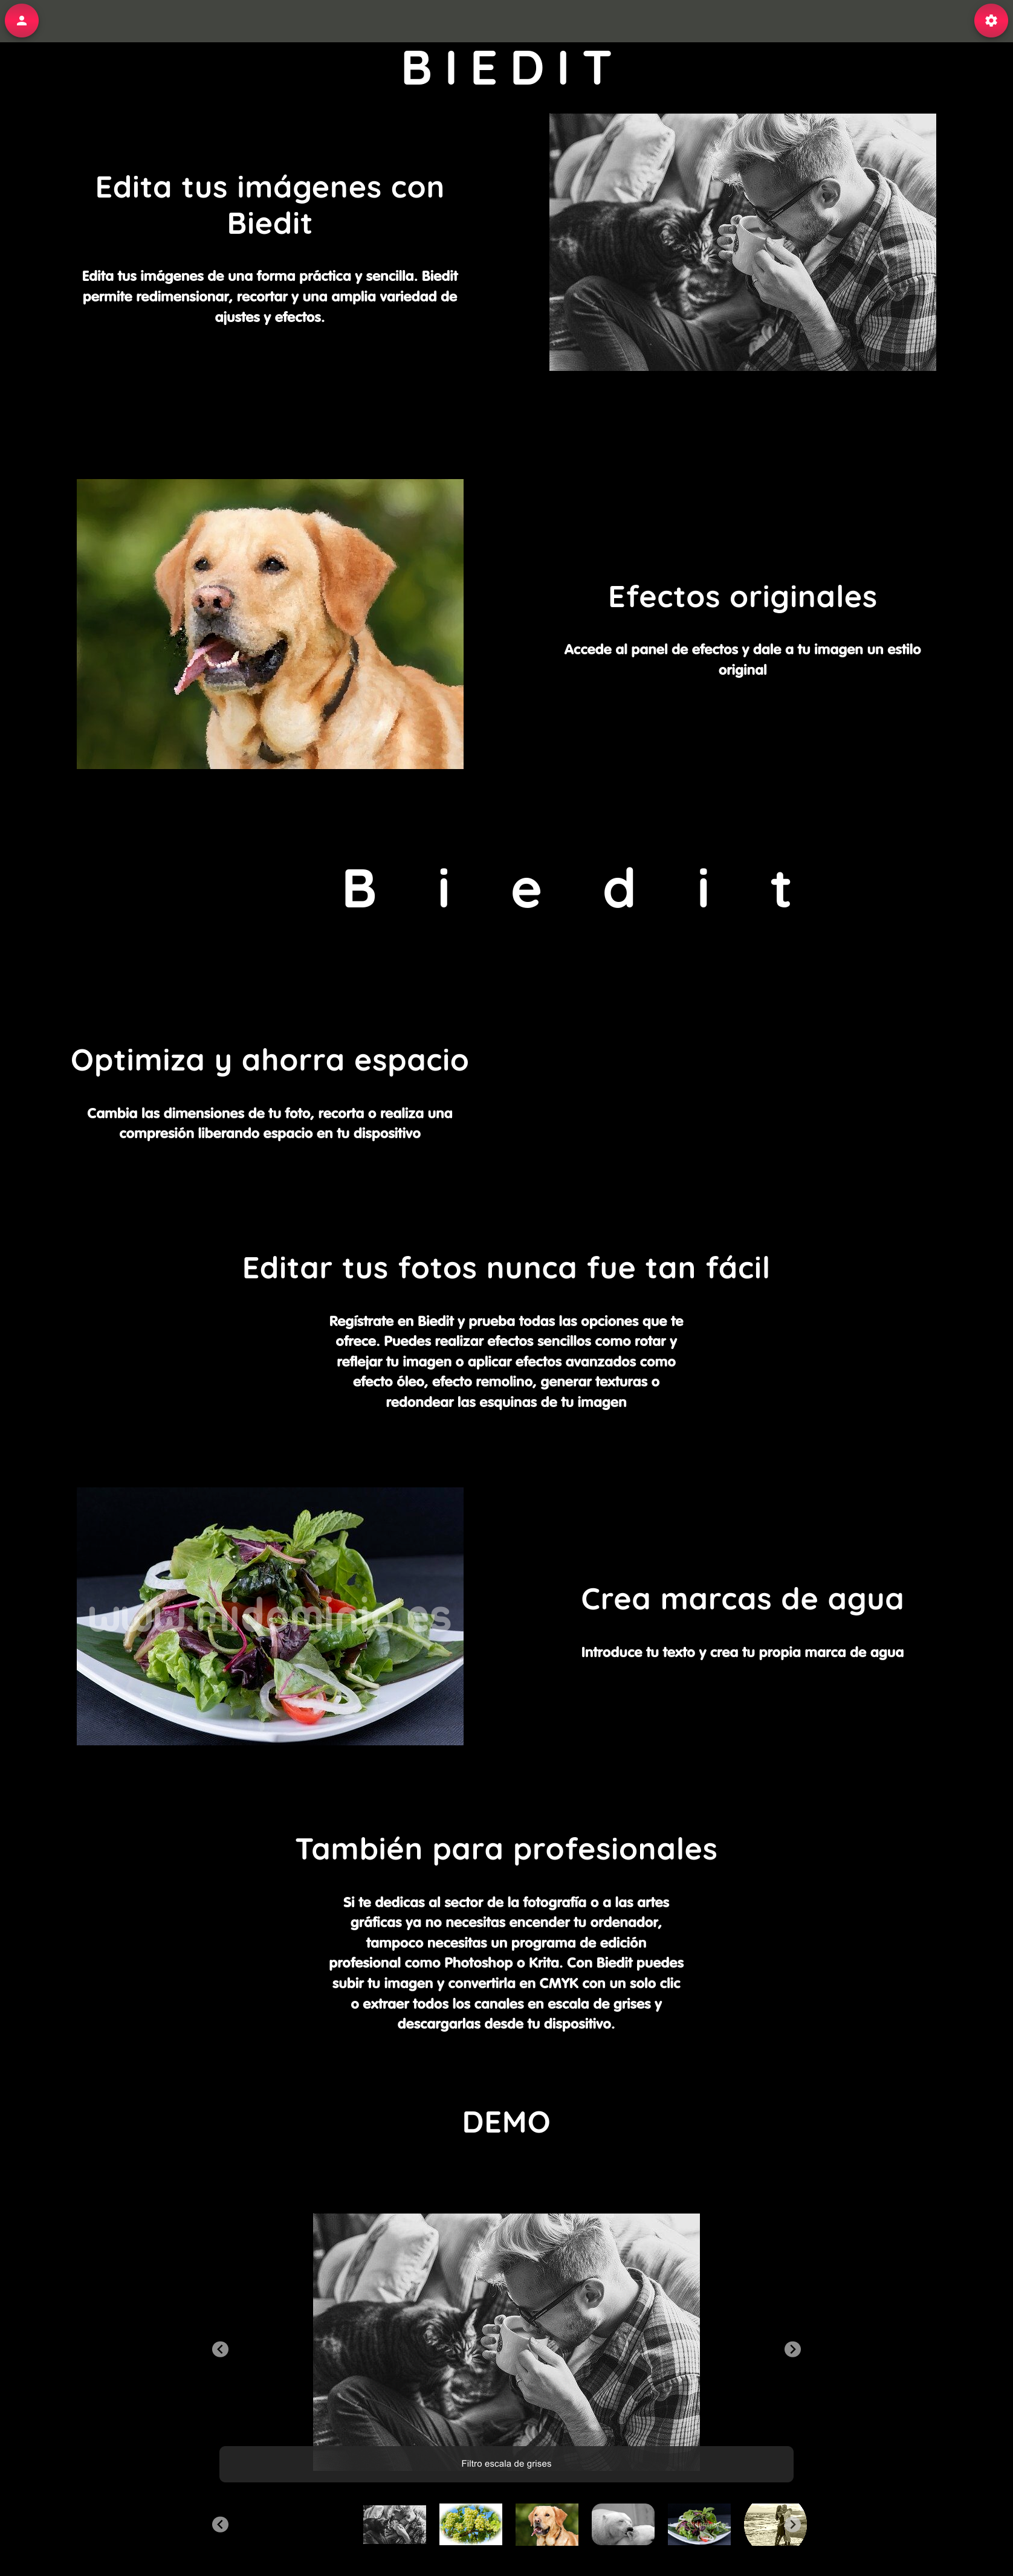 BIEDIT
Edita tus imágenes con
Biedit
Edita tus imágenes de una forma práctica y sencilla. Biedit
permite redimensionar, recortar y una amplia variedad de
ajustes y efectos.
Efectos originales
Accede al panel de efectos y dale a tu imagen un estilo
original
B i e d i t
Optimiza y ahorra espacio
Cambia las dimensiones de tu foto, recorta o realiza una
compresión liberando espacio en tu dispositivo
Editar tus fotos nunca fue tan fácil
Regístrate en Biedit y prueba todas las opciones que te
ofrece. Puedes realizar efectos sencillos como rotar y
reflejar tu imagen o aplicar efectos avanzados como
efecto óleo, efecto remolino, generar texturas o
redondear las esquinas de tu imagen
www.midominio.es
Crea marcas de agua
Introduce tu texto y crea tu propia marca de agua
También para profesionales
Si te dedicas al sector de la fotografía o a las artes
gráficas ya no necesitas encender tu ordenador,
tampoco necesitas un programa de edición
profesional como Photoshop o Krita. Con Biedit puedes
subir tu imagen y convertirla en CMYK con un solo clic
o extraer todos los canales en escala de grises y
descargarlas desde tu dispositivo.
DEMO
Filtro escala de grises